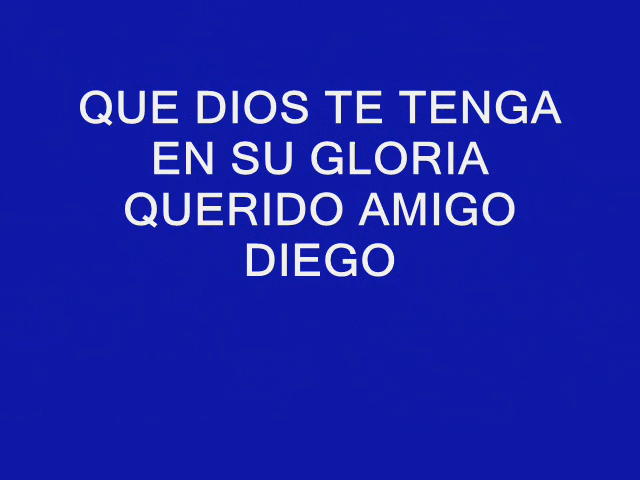 QUE DIOS TE TENGA
EN SU GLORIA
QUERIDO AMIGO
DIEGO